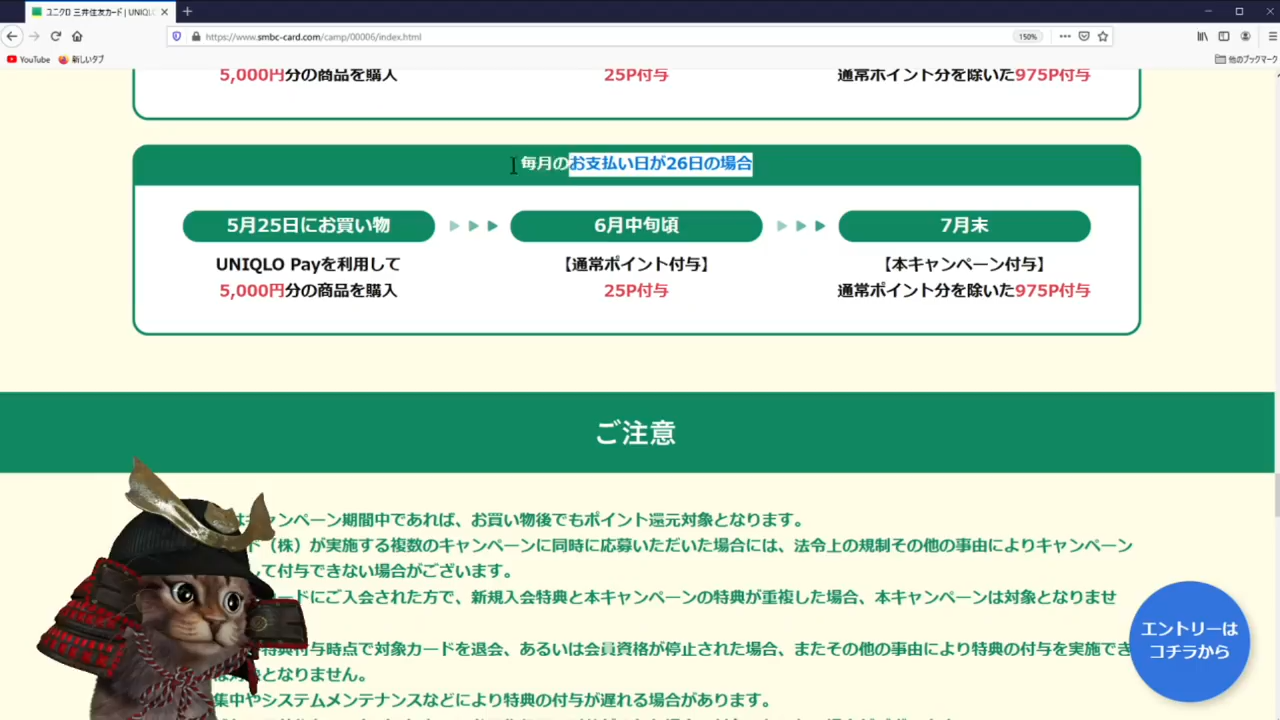 ユニクロ 三井住友カード | UNIQLO
https://www.smbc-card.com/camp/00006/index.html
150%
YouTube
新しいタブ
他のブックマーク
5,000円分の商品を購入
25P付与
通常ポイント分を除いた975P付与
毎月のお支払い日が26日の場合
5月25日にお買い物
6月中旬頃
7月末
UNIQLO Payを利用して
【通常ポイント付与】
【本キャンペーン付与】
5,000円分の商品を購入
25P付与
通常ポイント分を除いた975P付与
ご注意
ャンペーン期間中であれば、お買い物後でもポイント還元対象となります。
ド（株）が実施する複数のキャンペーンに同時に応募いただいた場合には、法令上の規制その他の事由によりキャンペーン
して付与できない場合がございます。
ードにご入会された方で、新規入会特典と本キャンペーンの特典が重複した場合、本キャンペーンは対象となりませ
特典付与時点で対象カードを退会、あるいは会員資格が停止された場合、またその他の事由により特典の付与を実施でき
対象となりません。
集中やシステムメンテナンスなどにより特典の付与が遅れる場合があります。
エントリーは
コチラから